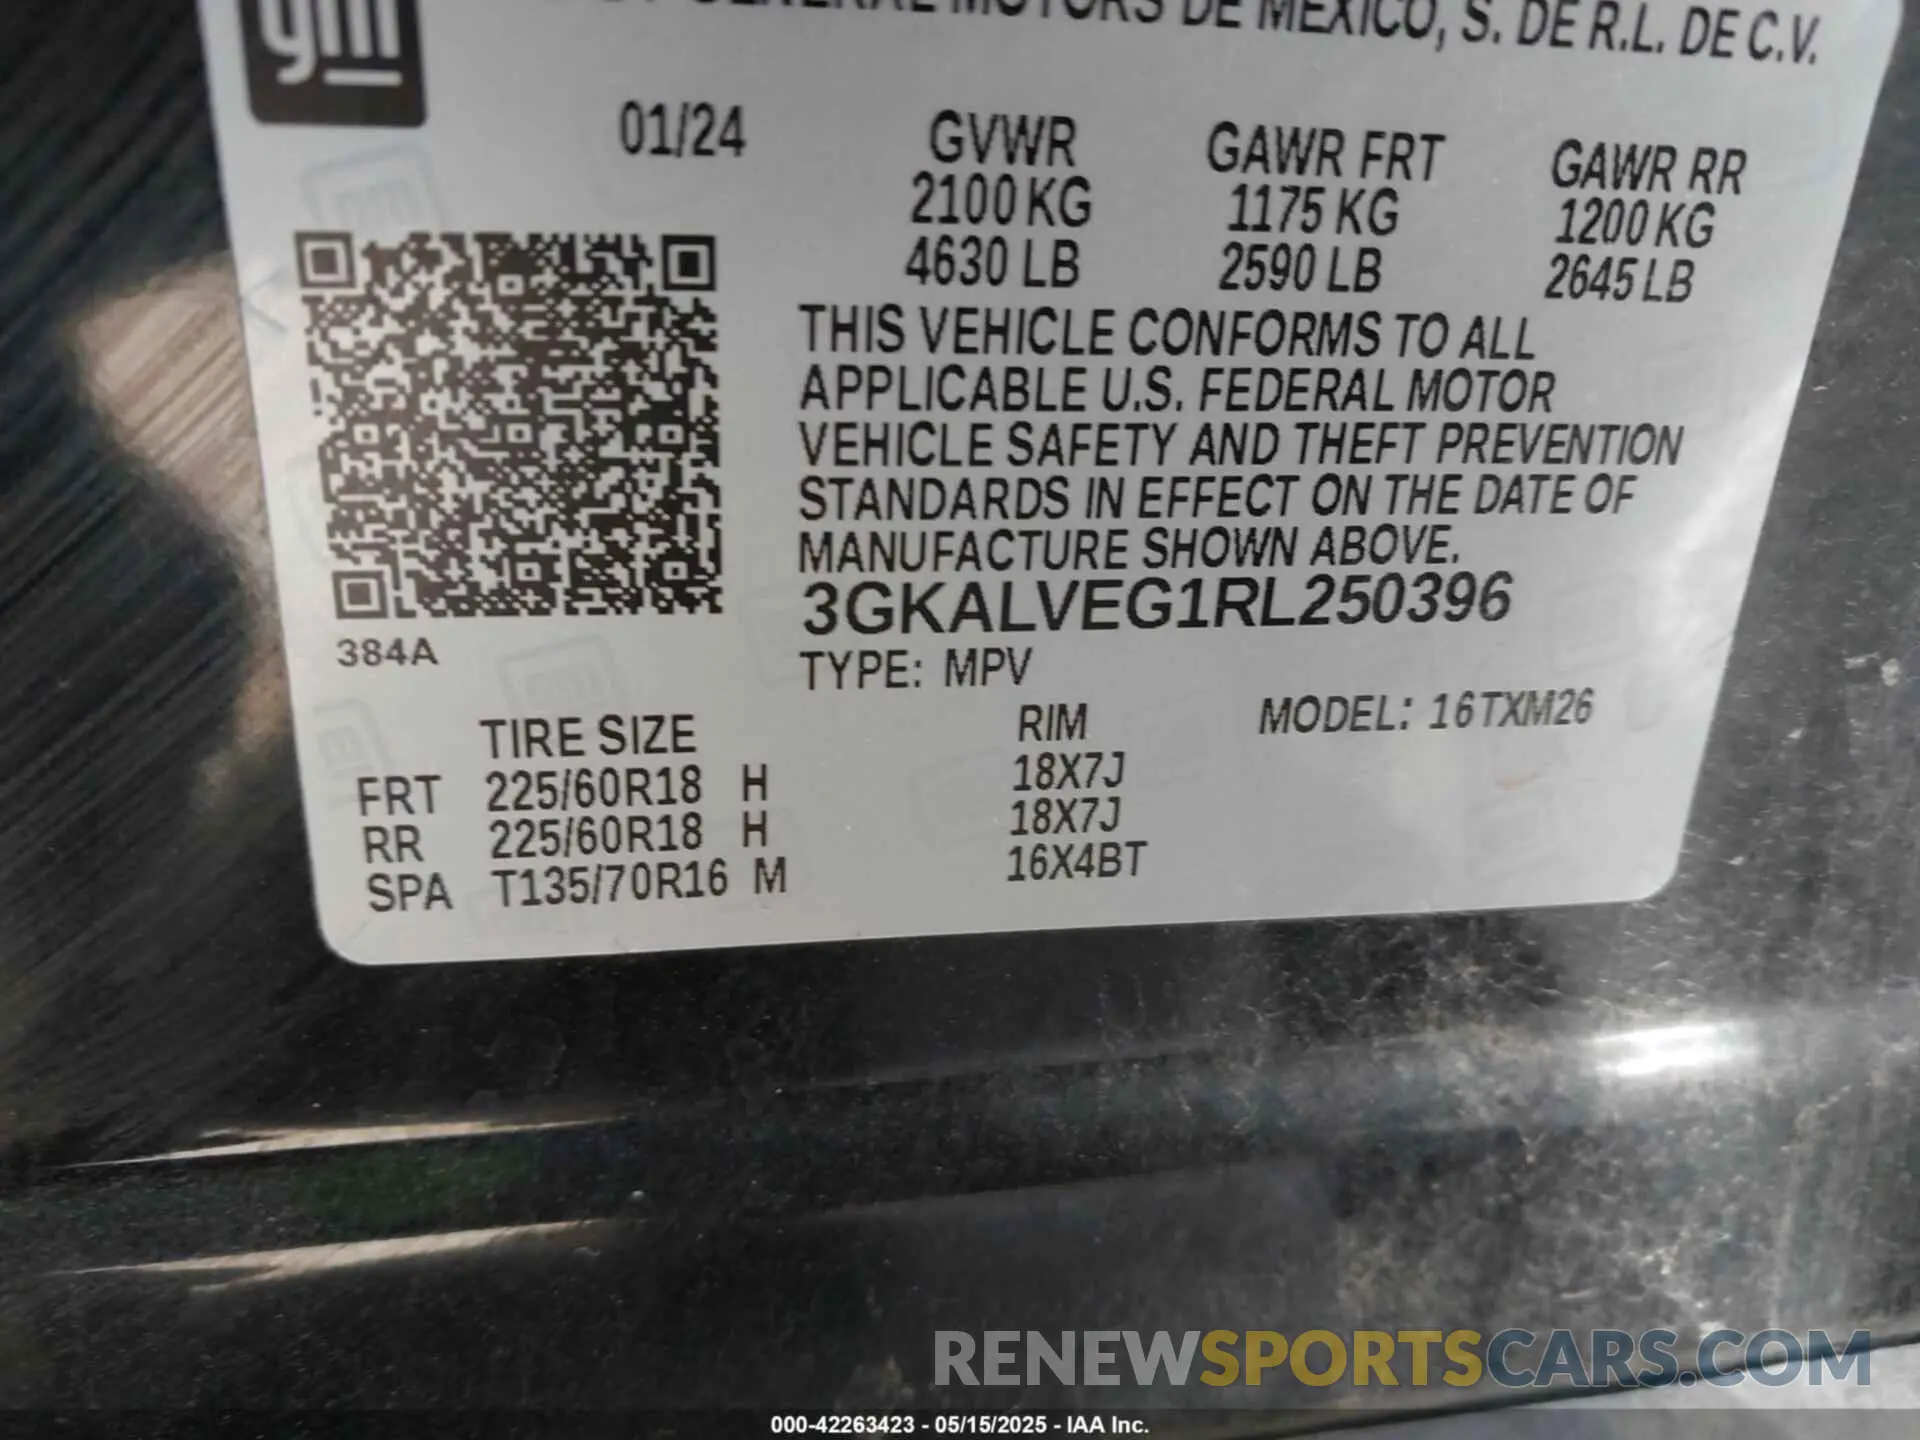 gm
GENERAL MOTORS DE MEXICO, S. DE R.L. DE C.V.
01/24 GVWR GAWR FRT GAWR RR
2100 KG 1175 KG 1200 KG
4630 LB 2590 LB 2645 LB
THIS VEHICLE CONFORMS TO ALL
APPLICABLE U.S. FEDERAL MOTOR
VEHICLE SAFETY AND THEFT PREVENTION
STANDARDS IN EFFECT ON THE DATE OF
MANUFACTURE SHOWN ABOVE.
3GKALVEG1RL250396
384A
TYPE: MPV
TIRE SIZE RIM MODEL: 16TXM26
FRT 225/60R18 H 18X7J
RR 225/60R18 H 18X7J
SPA T135/70R16 M 16X4BT
RENEWSPORTSCARS.COM
000-42263423 - 05/15/2025 - IAA Inc.